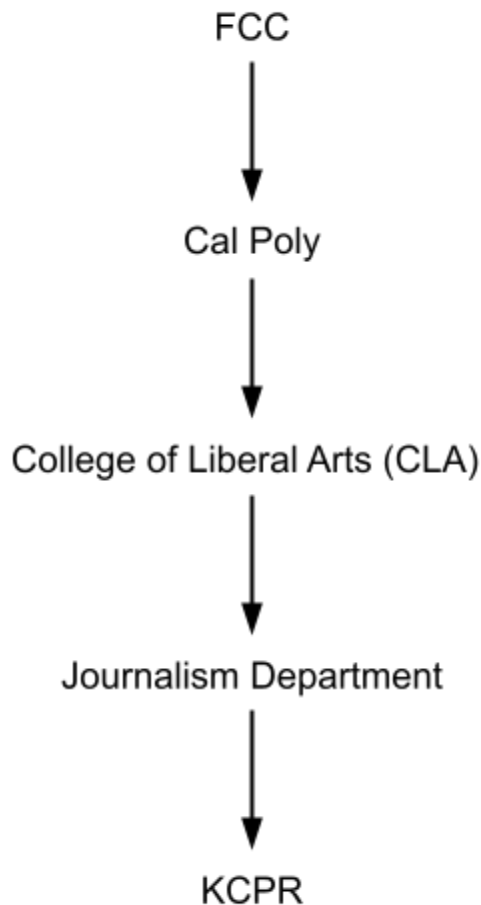 FCC
Cal Poly
College of Liberal Arts (CLA)
Journalism Department
KCPR